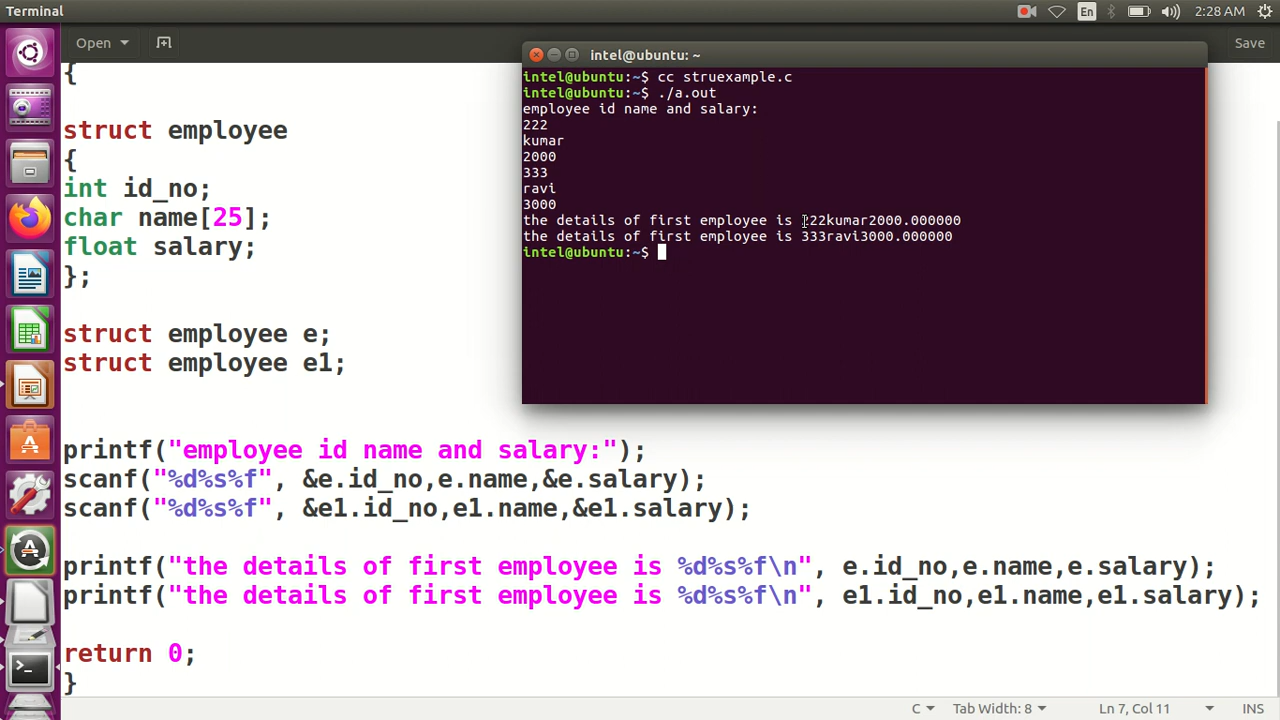 Terminal
En
2:28 AM
Open
Save
{
struct employee
{
int id_no;
char name[25];
float salary;
};
struct employee e;
struct employee e1;
printf("employee id name and salary:");
scanf("%d%s%f", &e.id_no,e.name,&e.salary);
scanf("%d%s%f", &e1.id_no,e1.name,&e1.salary);
printf("the details of first employee is %d%s%f\n", e.id_no,e.name,e.salary);
printf("the details of first employee is %d%s%f\n", e1.id_no,e1.name,e1.salary);
return 0;
}
intel@ubuntu: ~
intel@ubuntu:~$ cc struexample.c
intel@ubuntu:~$ ./a.out
employee id name and salary:
222
kumar
2000
333
ravi
3000
the details of first employee is 222kumar2000.000000
the details of first employee is 333ravi3000.000000
intel@ubuntu:~$
C
Tab Width: 8
Ln 7, Col 11
INS